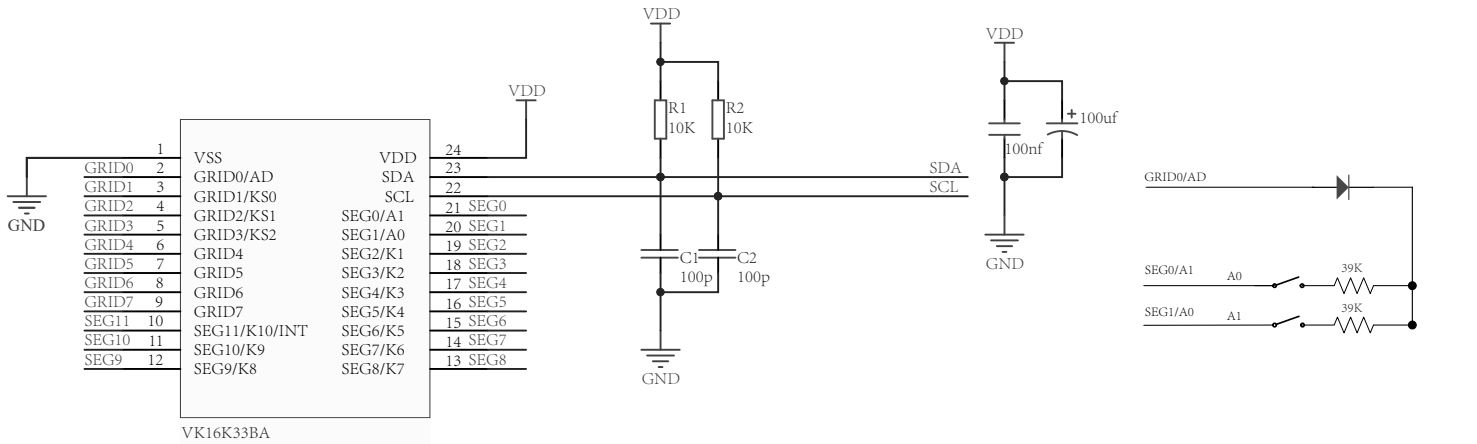 VDD
R1
10K
R2
10K
SDA
SCL
C1
100p
C2
100p
GND
VDD
100nf
+
100uf
GND
VDD
GND
1 VSS
GRID0 2 GRID0/AD
GRID1 3 GRID1/KS0
GRID2 4 GRID2/KS1
GRID3 5 GRID3/KS2
GRID4 6 GRID4
GRID5 7 GRID5
GRID6 8 GRID6
GRID7 9 GRID7
SEG11 10 SEG11/K10/INT
SEG10 11 SEG10/K9
SEG9 12 SEG9/K8
VDD 24
SDA 23
SCL 22
SEG0/A1 21 SEG0
SEG1/A0 20 SEG1
SEG2/K1 19 SEG2
SEG3/K2 18 SEG3
SEG4/K3 17 SEG4
SEG5/K4 16 SEG5
SEG6/K5 15 SEG6
SEG7/K6 14 SEG7
SEG8/K7 13 SEG8
VK16K33BA
GRID0/AD
SEG0/A1 A0 39K
SEG1/A0 A1 39K